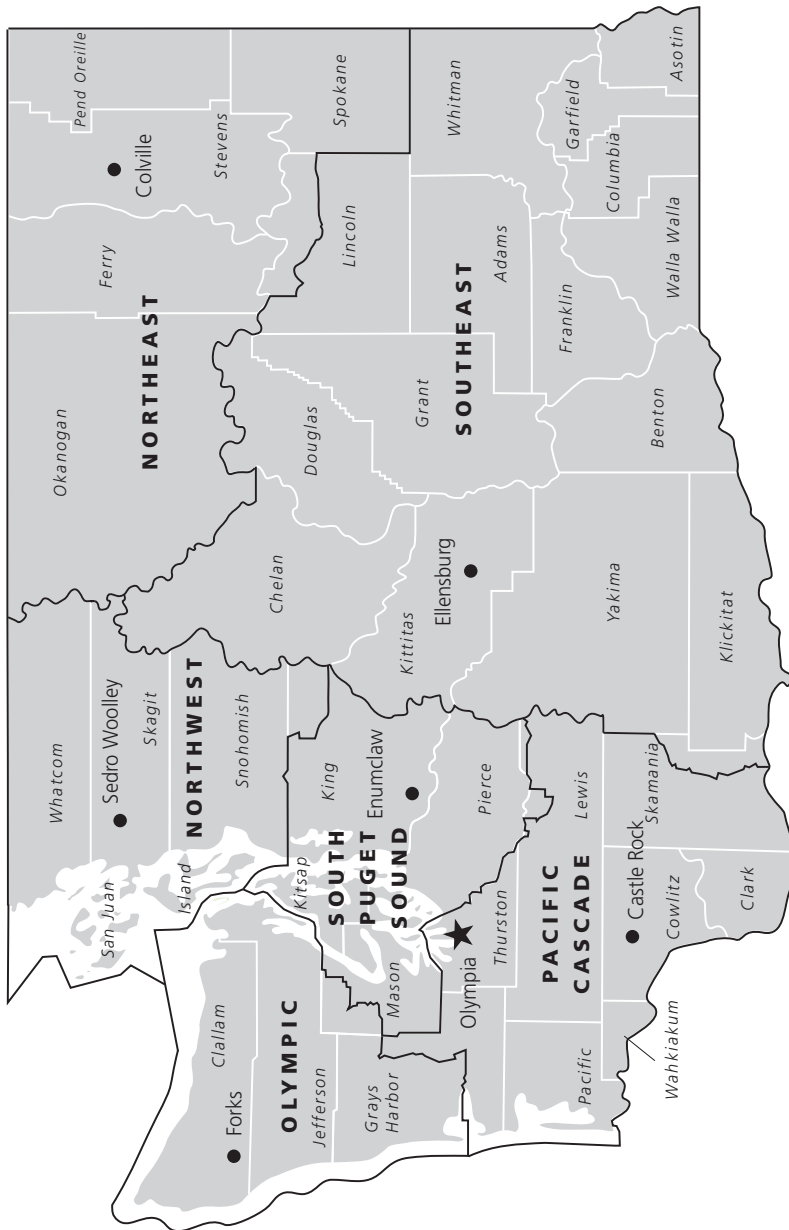 Whatcom
Okanogan
Ferry
Pend Oreille
San Juan
Sedro Woolley
Skagit
Colville
NORTHEAST
Stevens
Island
NORTHWEST
Clallam
Snohomish
Forks
Chelan
Douglas
Spokane
OLYMPIC
Kitsap
King
Lincoln
Jefferson
SOUTH
PUGET
SOUND
Enumclaw
Mason
Kittitas
Grant
Grays
Harbor
Ellensburg
SOUTHEAST
Adams
Whitman
Olympia
Pierce
Thurston
PACIFIC
CASCADE
Lewis
Franklin
Garfield
Columbia
Pacific
Yakima
Benton
Castle Rock
Skamania
Cowlitz
Walla Walla
Asotin
Wahkiakum
Clark
Klickitat